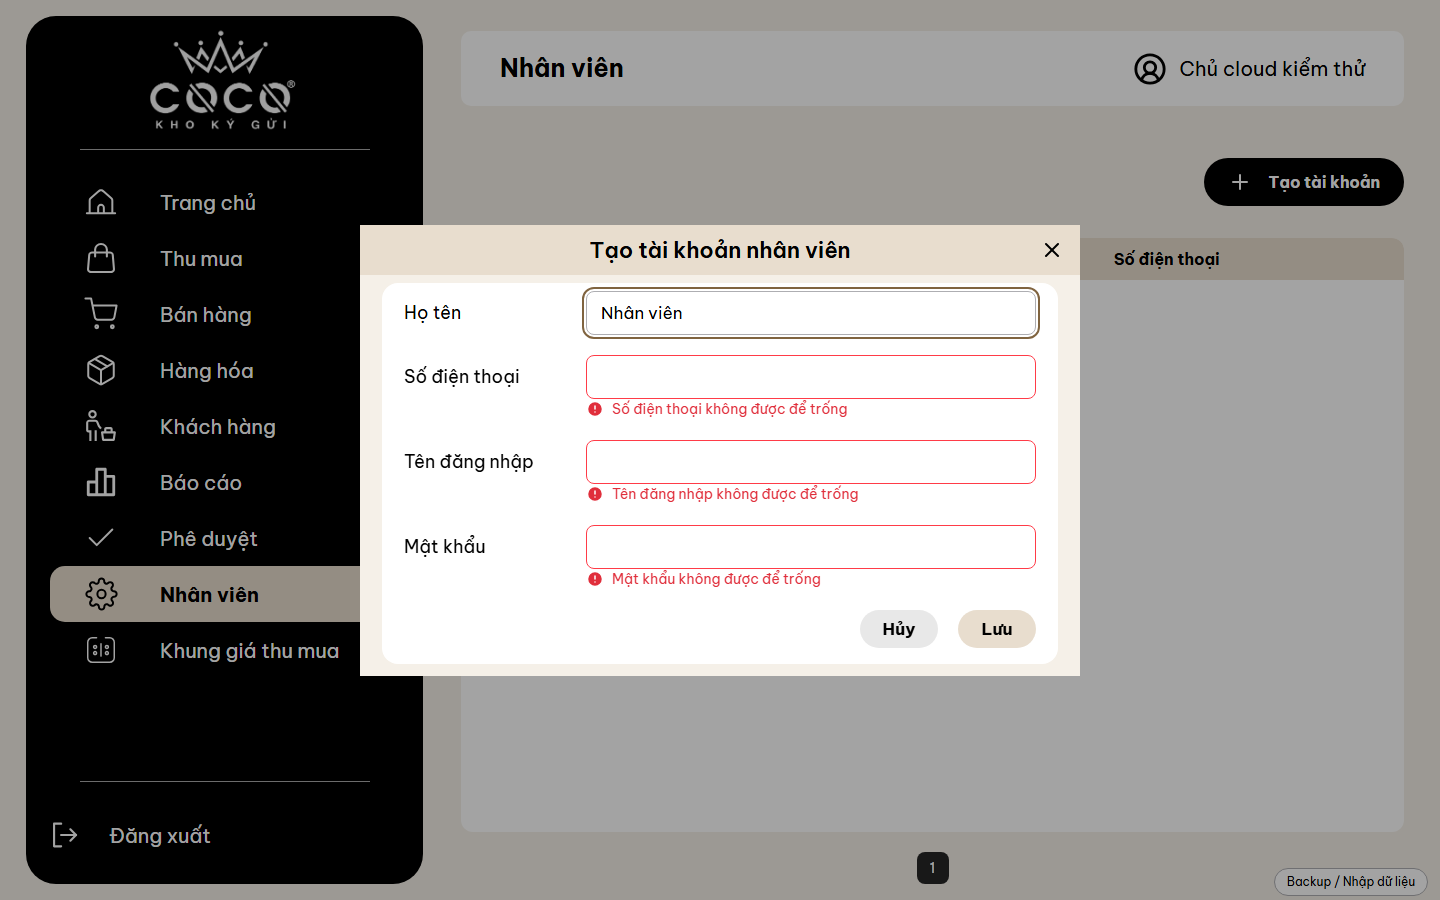 COCO®
KHO KÝ GỬI
Trang chủ
Thu mua
Bán hàng
Hàng hóa
Khách hàng
Báo cáo
Phê duyệt
Nhân viên
Khung giá thu mua
Đăng xuất
Nhân viên
Chủ cloud kiểm thử
Tạo tài khoản
Số điện thoại
Tạo tài khoản nhân viên
Họ tên
Nhân viên
Số điện thoại
Số điện thoại không được để trống
Tên đăng nhập
Tên đăng nhập không được để trống
Mật khẩu
Mật khẩu không được để trống
Hủy
Lưu
1
Backup / Nhập dữ liệu